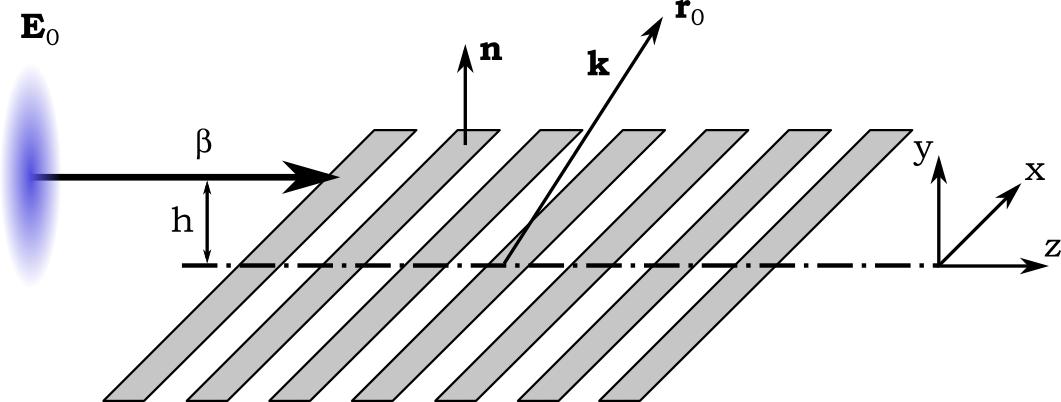 E₀
r₀
n
k
β
h
y
x
z